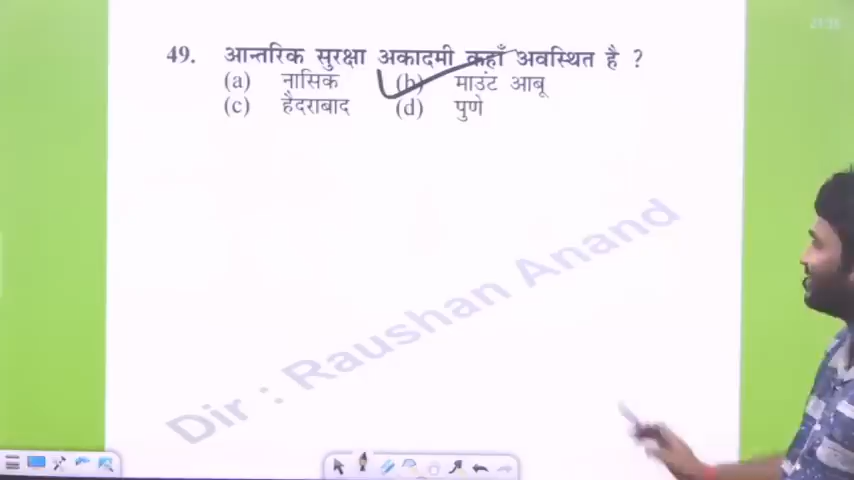 49. आन्तरिक सुरक्षा अकादमी कहाँ अवस्थित है ?
(a) नासिक (b) माउंट आबू
(c) हैदराबाद (d) पुणे
Dir : Raushan Anand